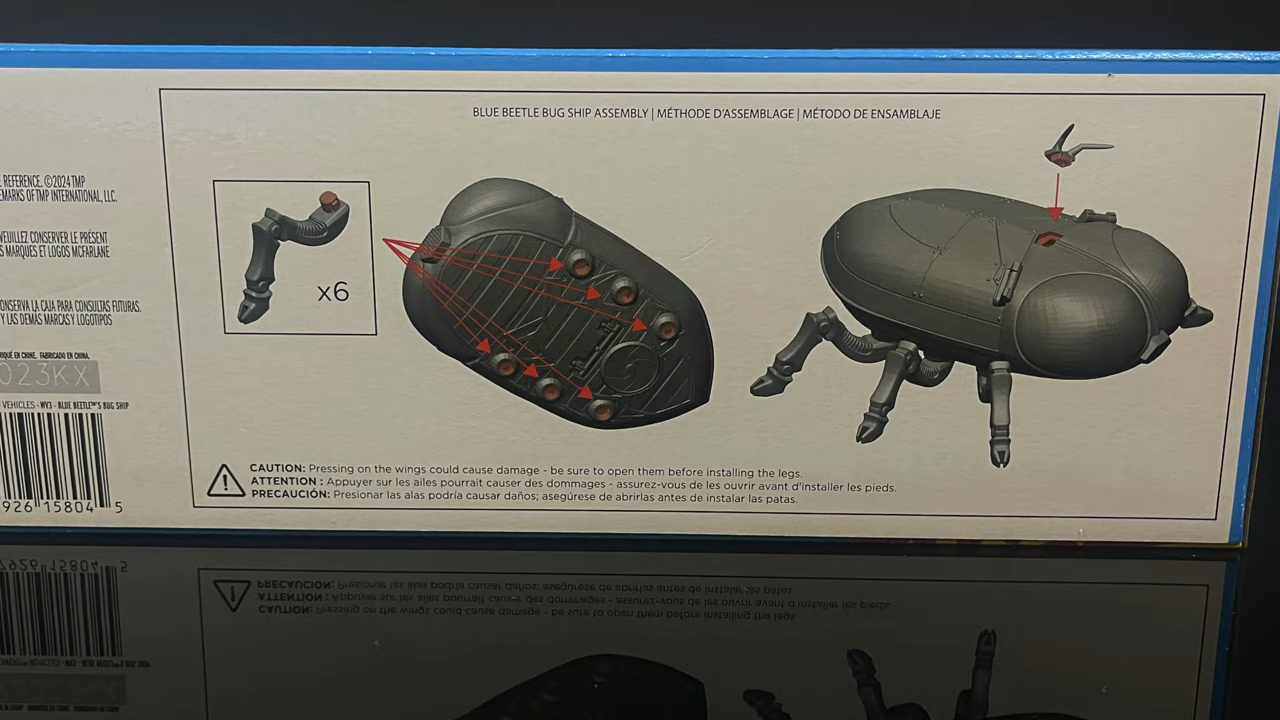 BLUE BEETLE BUG SHIP ASSEMBLY | MÉTHODE D'ASSEMBLAGE | MÉTODO DE ENSAMBLAJE
REFERENCE. ©2024 TMP
EMARKS OF TMP INTERNATIONAL, LLC.
VEUILLEZ CONSERVER LE PRÉSENT
S MARQUES ET LOGOS MCFARLANE
ONSERVA LA CAJA PARA CONSULTAS FUTURAS.
Y LAS DEMAS MARCAS Y LOGOTIPOS
RIQUÉ EN CHINE. FABRICADO EN CHINA.
023KX
VEHICLES - WV3 - BLUE BEETLE™'S BUG SHIP
926 15804 5
x6
CAUTION: Pressing on the wings could cause damage - be sure to open them before installing the legs.
ATTENTION : Appuyer sur les ailes pourrait causer des dommages - assurez-vous de les ouvrir avant d'installer les pieds.
PRECAUCIÓN: Presionar las alas podría causar daños; asegúrese de abrirlas antes de instalar las patas.